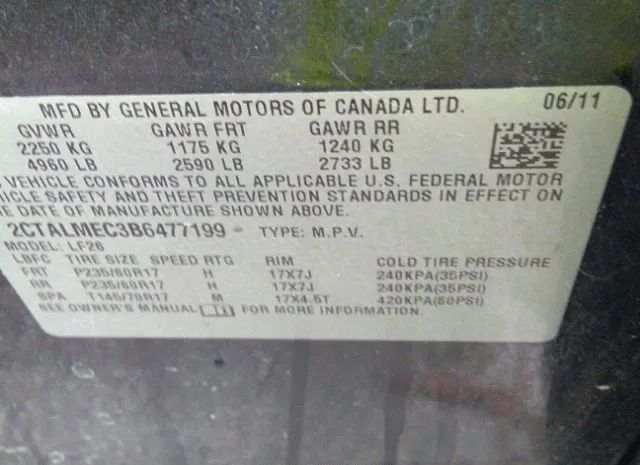 MFD BY GENERAL MOTORS OF CANADA LTD. 06/11
GVWR GAWR FRT GAWR RR
2250 KG 1175 KG 1240 KG
4960 LB 2590 LB 2733 LB
VEHICLE CONFORMS TO ALL APPLICABLE U.S. FEDERAL MOTOR
VEHICLE SAFETY AND THEFT PREVENTION STANDARDS IN EFFECT ON
THE DATE OF MANUFACTURE SHOWN ABOVE.
2CTALMEC3B6477199 TYPE: M.P.V.
MODEL: LF26
LBFC TIRE SIZE SPEED RTG RIM COLD TIRE PRESSURE
FRT P235/60R17 H 17X7J 240KPA(35PSI)
RR P235/60R17 H 17X7J 240KPA(35PSI)
SPA T145/70R17 M 17X4.5T 420KPA(60PSI)
SEE OWNER'S MANUAL FOR MORE INFORMATION.